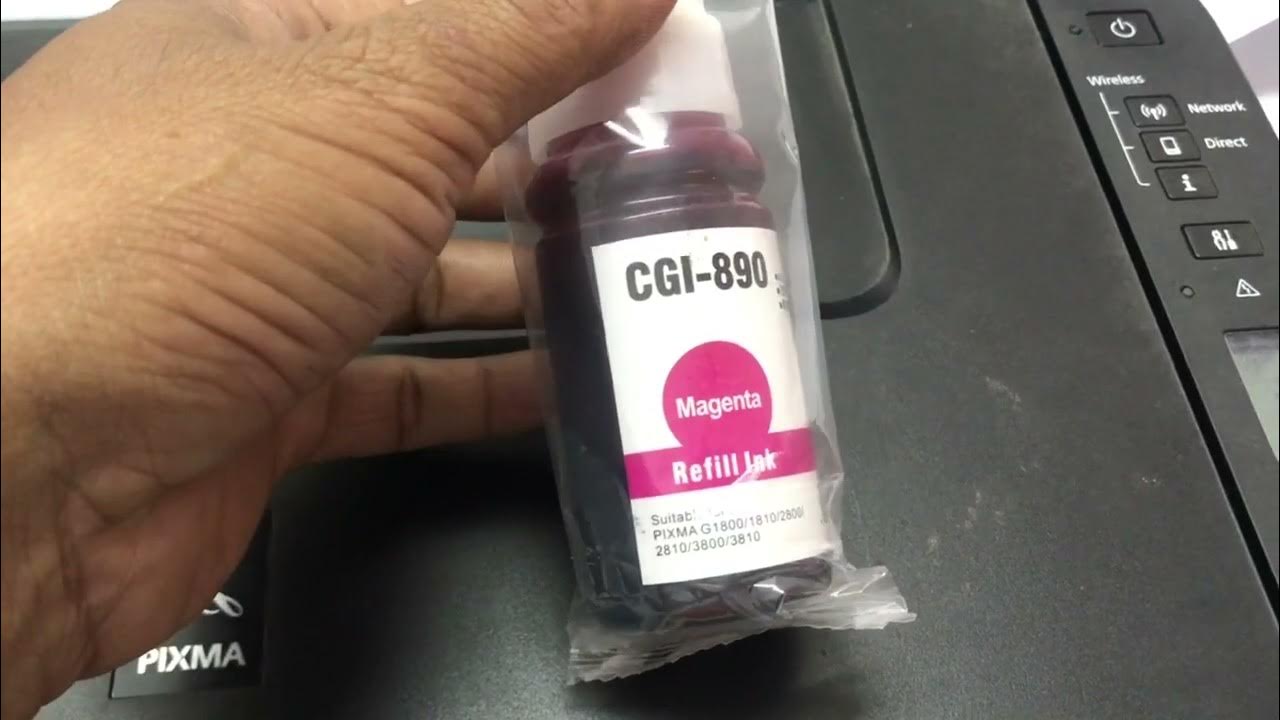 Wireless
Network
Direct
CGI-890
Magenta
Refill Ink
PIXMA G1800/1810/2800/
2810/3800/3810
PIXMA